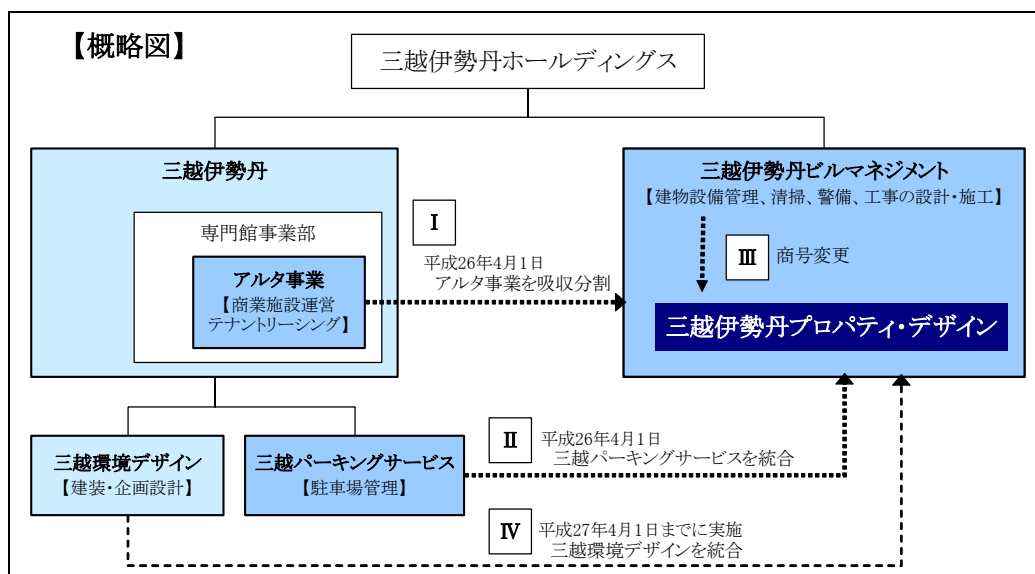 【概略図】
三越伊勢丹ホールディングス
三越伊勢丹
専門館事業部
アルタ事業
【商業施設運営
テナントリーシング】
Ⅰ
平成26年4月1日
アルタ事業を吸収分割
三越伊勢丹ビルマネジメント
【建物設備管理、清掃、警備、工事の設計・施工】
Ⅲ 商号変更
三越伊勢丹プロパティ・デザイン
三越環境デザイン
【建装・企画設計】
三越パーキングサービス
【駐車場管理】
Ⅱ 平成26年4月1日
三越パーキングサービスを統合
Ⅳ 平成27年4月1日までに実施
三越環境デザインを統合